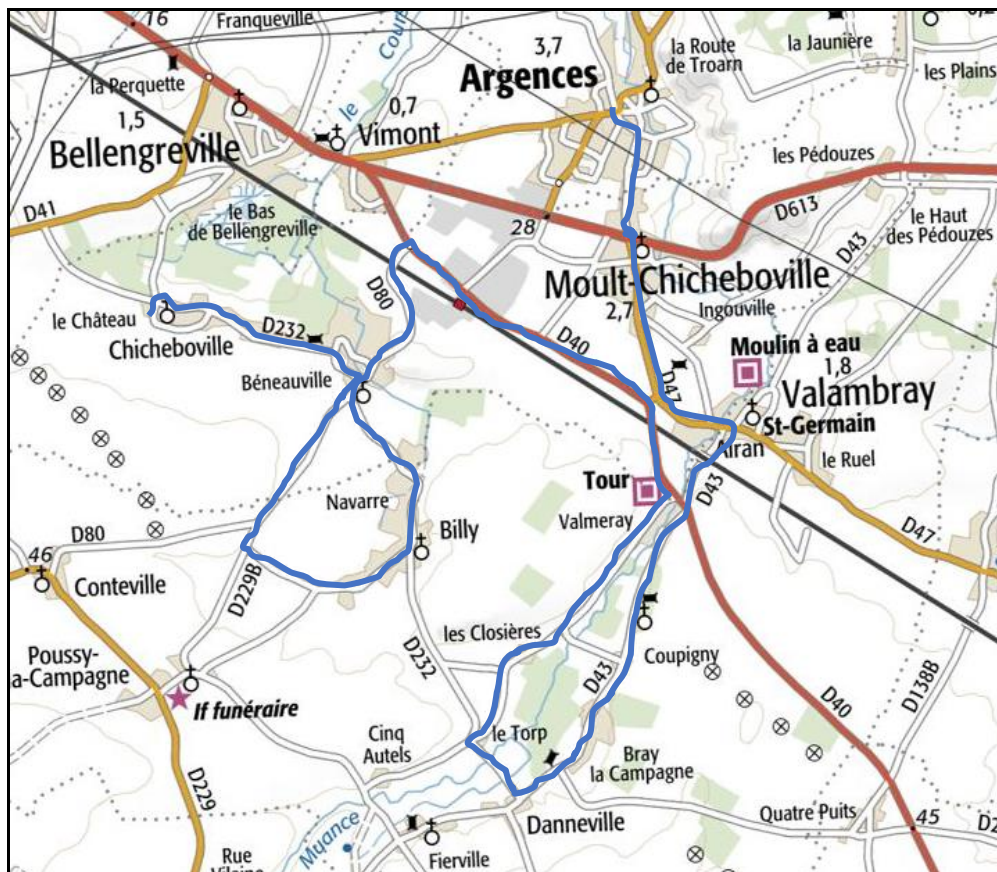 16
Franqueville
3,7
la Route
de Troarn
la Jaunière
la Perquette
Argences
les Plains
1,5
le
0,7
Bellengreville
Vimont
les Pédouzes
D41
le Bas
de Bellengreville
28
D613
D43
le Haut
des Pédouzes
D80
Moult-Chicheboville
Ingouville
le Château
D232
Chicheboville
2,7
D40
Moulin à eau
1,8
Béneauville
D47
Valambray
St-Germain
Airan
le Ruel
Tour
D43
Navarre
Valmeray
Billy
D47
D80
46
Conteville
D229B
les Closières
Poussy-
a-Campagne
D232
Coupigny
D43
D138B
If funéraire
D40
Cinq
Autels
le Torp
Bray
la Campagne
D229
Quatre Puits
45
Danneville
Muance
Fierville
Rue